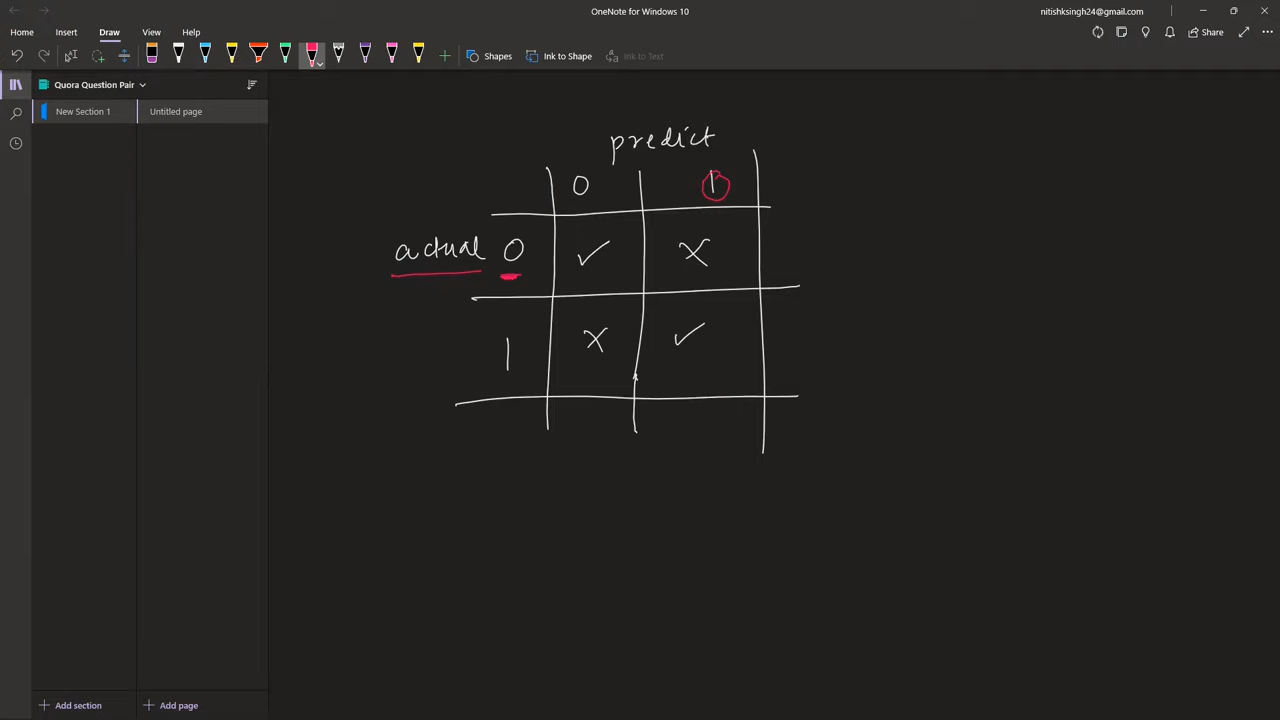 OneNote for Windows 10
nitishksingh24@gmail.com
Home Insert Draw View Help
Share
Shapes
Ink to Shape
Ink to Text
Quora Question Pair
New Section 1
Untitled page
predict
0 1
actual 0 ✓ X
1 X ✓
Add section
Add page